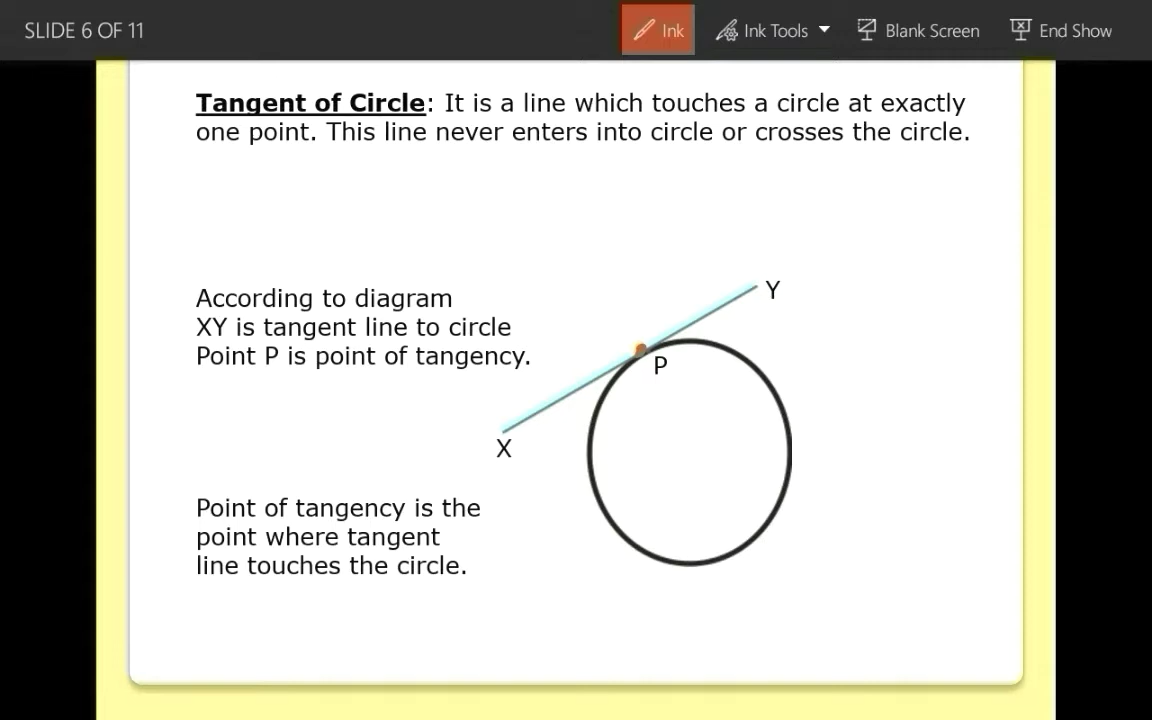 SLIDE 6 OF 11
Ink
Ink Tools
Blank Screen
End Show
Tangent of Circle: It is a line which touches a circle at exactly
one point. This line never enters into circle or crosses the circle.
According to diagram
XY is tangent line to circle
Point P is point of tangency.
Y
P
X
Point of tangency is the
point where tangent
line touches the circle.